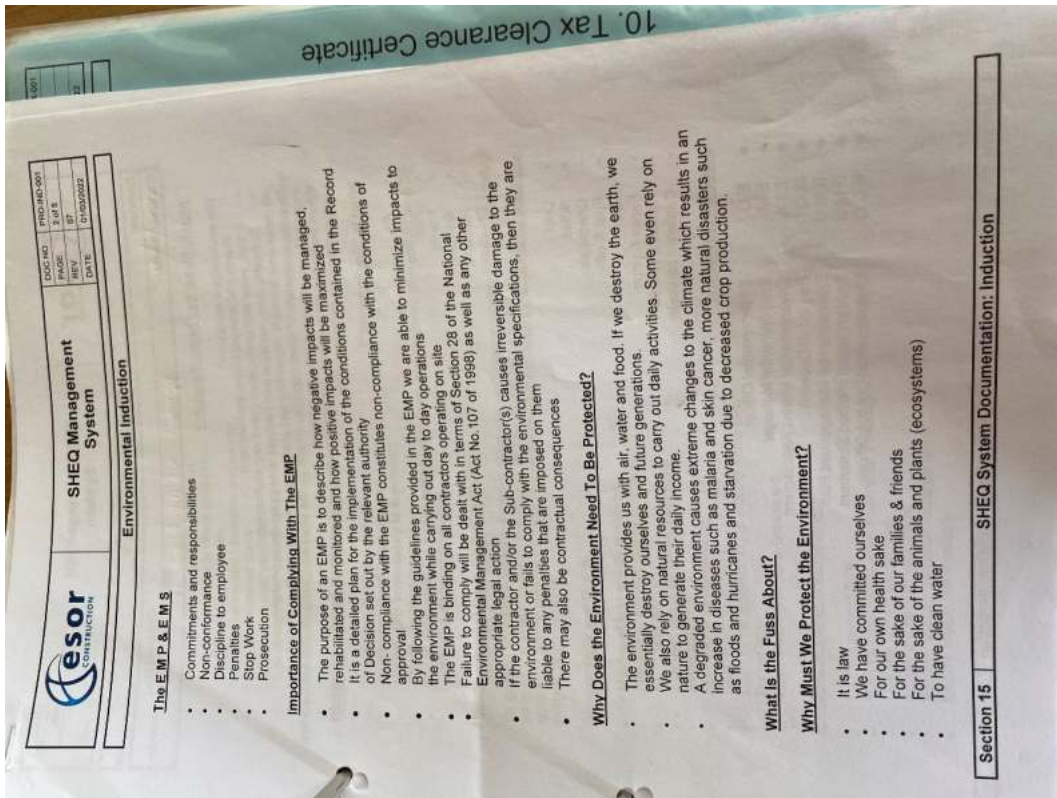 esor
CONSTRUCTION
SHEQ Management
System
DOC NO PRO-IND-001
PAGE: 2 of 5
REV 07
DATE 01/03/2022
Environmental Induction
The E M P & E M S
• Commitments and responsibilities
• Non-conformance
• Discipline to employee
• Penalties
• Stop Work
• Prosecution
Importance of Complying With The EMP
• The purpose of an EMP is to describe how negative impacts will be managed,
rehabilitated and monitored and how positive impacts will be maximized
• It is a detailed plan for the implementation of the conditions contained in the Record
of Decision set out by the relevant authority
• Non- compliance with the EMP constitutes non-compliance with the conditions of
approval
• By following the guidelines provided in the EMP we are able to minimize impacts to
the environment while carrying out day to day operations
• The EMP is binding on all contractors operating on site
• Failure to comply will be dealt with in terms of Section 28 of the National
Environmental Management Act (Act No. 107 of 1998) as well as any other
appropriate legal action
• If the contractor and/or the Sub-contractor(s) causes irreversible damage to the
environment or fails to comply with the environmental specifications, then they are
liable to any penalties that are imposed on them
• There may also be contractual consequences
Why Does the Environment Need To Be Protected?
• The environment provides us with air, water and food. If we destroy the earth, we
essentially destroy ourselves and future generations.
• We also rely on natural resources to carry out daily activities. Some even rely on
nature to generate their daily income.
• A degraded environment causes extreme changes to the climate which results in an
increase in diseases such as malaria and skin cancer, more natural disasters such
as floods and hurricanes and starvation due to decreased crop production.
What Is the Fuss About?
Why Must We Protect the Environment?
• It is law
• We have committed ourselves
• For our own health sake
• For the sake of our families & friends
• For the sake of the animals and plants (ecosystems)
• To have clean water
Section 15 SHEQ System Documentation: Induction
10. Tax Clearance Certificate